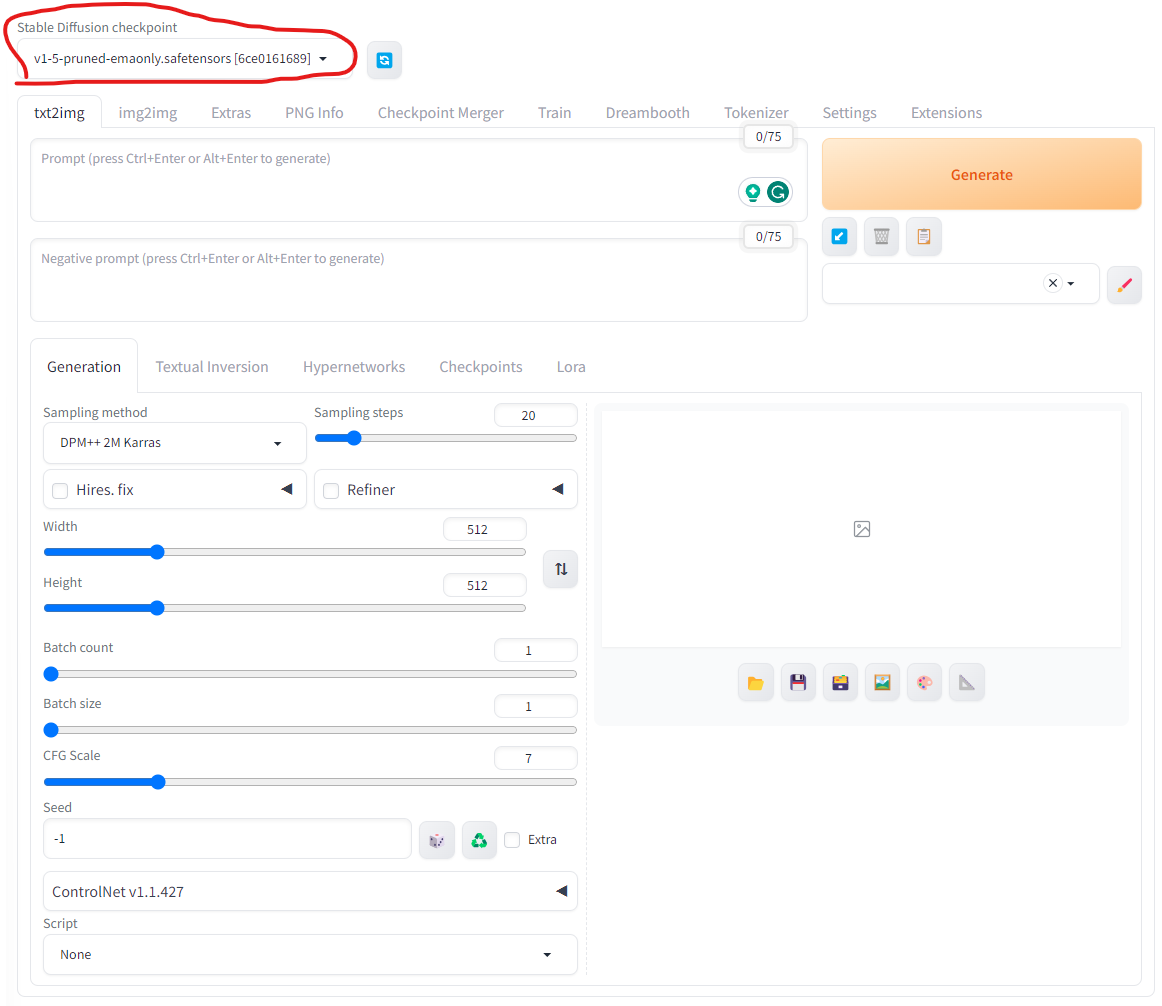 Stable Diffusion checkpoint
v1-5-pruned-emaonly.safetensors [6ce0161689]
txt2img img2img Extras PNG Info Checkpoint Merger Train Dreambooth Tokenizer Settings Extensions
0/75
Prompt (press Ctrl+Enter or Alt+Enter to generate)
Generate
0/75
Negative prompt (press Ctrl+Enter or Alt+Enter to generate)
Generation Textual Inversion Hypernetworks Checkpoints Lora
Sampling method
DPM++ 2M Karras
Sampling steps
20
Hires. fix
Refiner
Width
512
Height
512
Batch count
1
Batch size
1
CFG Scale
7
Seed
-1
Extra
ControlNet v1.1.427
Script
None